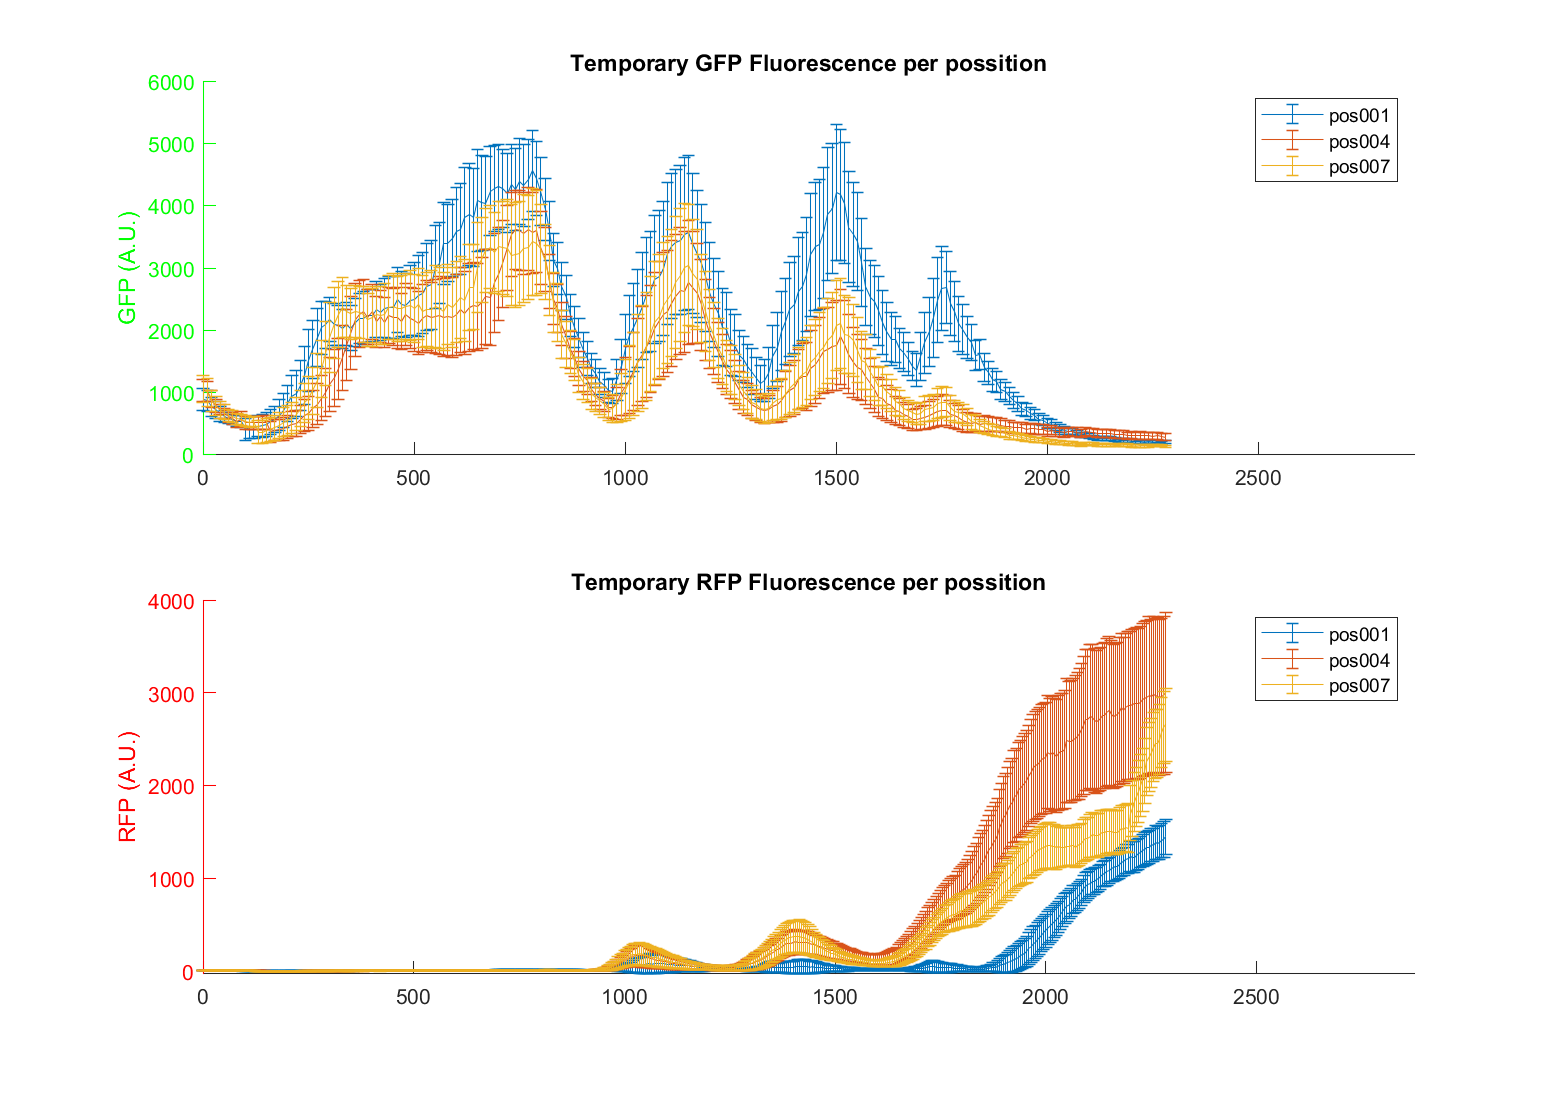 Temporary GFP Fluorescence per possition
GFP (A.U.)
6000
5000
4000
3000
2000
1000
0
0 500 1000 1500 2000 2500
pos001
pos004
pos007
Temporary RFP Fluorescence per possition
RFP (A.U.)
4000
3000
2000
1000
0
0 500 1000 1500 2000 2500
pos001
pos004
pos007